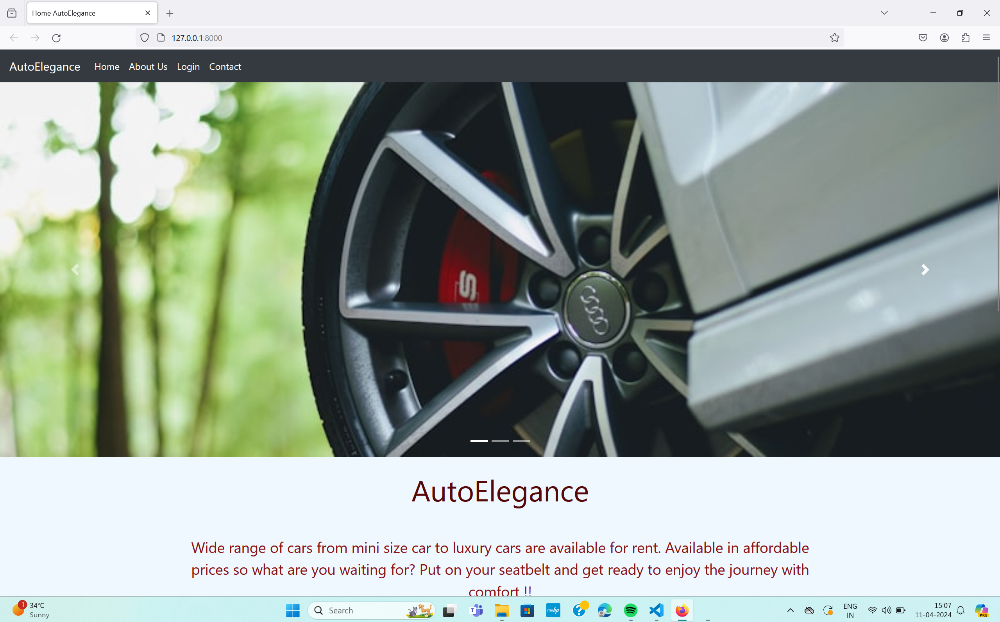 Home AutoElegance
127.0.0.1:8000
AutoElegance Home About Us Login Contact
S
AutoElegance
Wide range of cars from mini size car to luxury cars are available for rent. Available in affordable
prices so what are you waiting for? Put on your seatbelt and get ready to enjoy the journey with
comfort !!
1
34°C
Sunny
Search
T
myhp
?
ENG
IN
15:07
11-04-2024
PRE